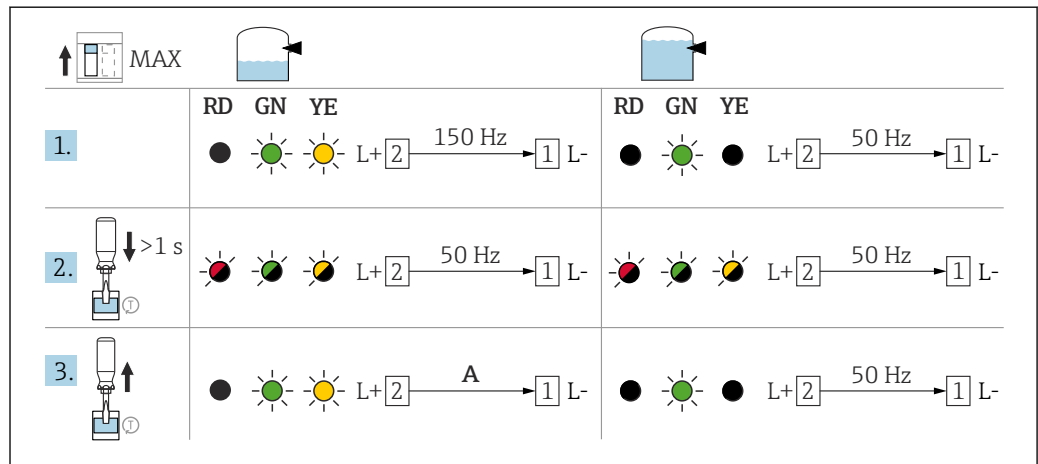 MAX
RD GN YE RD GN YE
1. L+ 2 150 Hz 1 L- L+ 2 50 Hz 1 L-
2. >1 s T L+ 2 50 Hz 1 L- L+ 2 50 Hz 1 L-
3. T L+ 2 A 1 L- L+ 2 50 Hz 1 L-